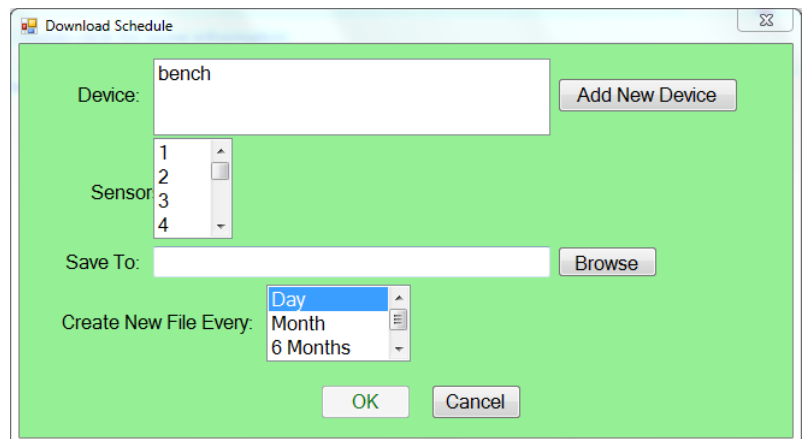 Download Schedule
Device:
bench
Add New Device
Sensor
1
2
3
4
Save To:
Browse
Create New File Every:
Day
Month
6 Months
OK
Cancel